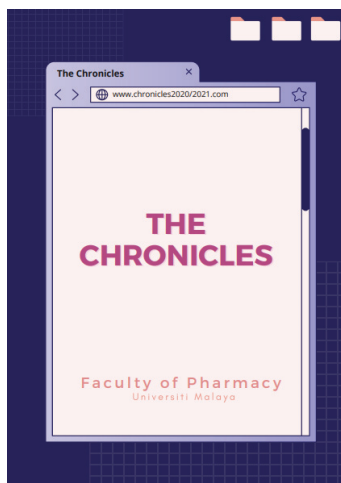 The Chronicles
www.chronicles2020/2021.com
THE
CHRONICLES
Faculty of Pharmacy
Universiti Malaya